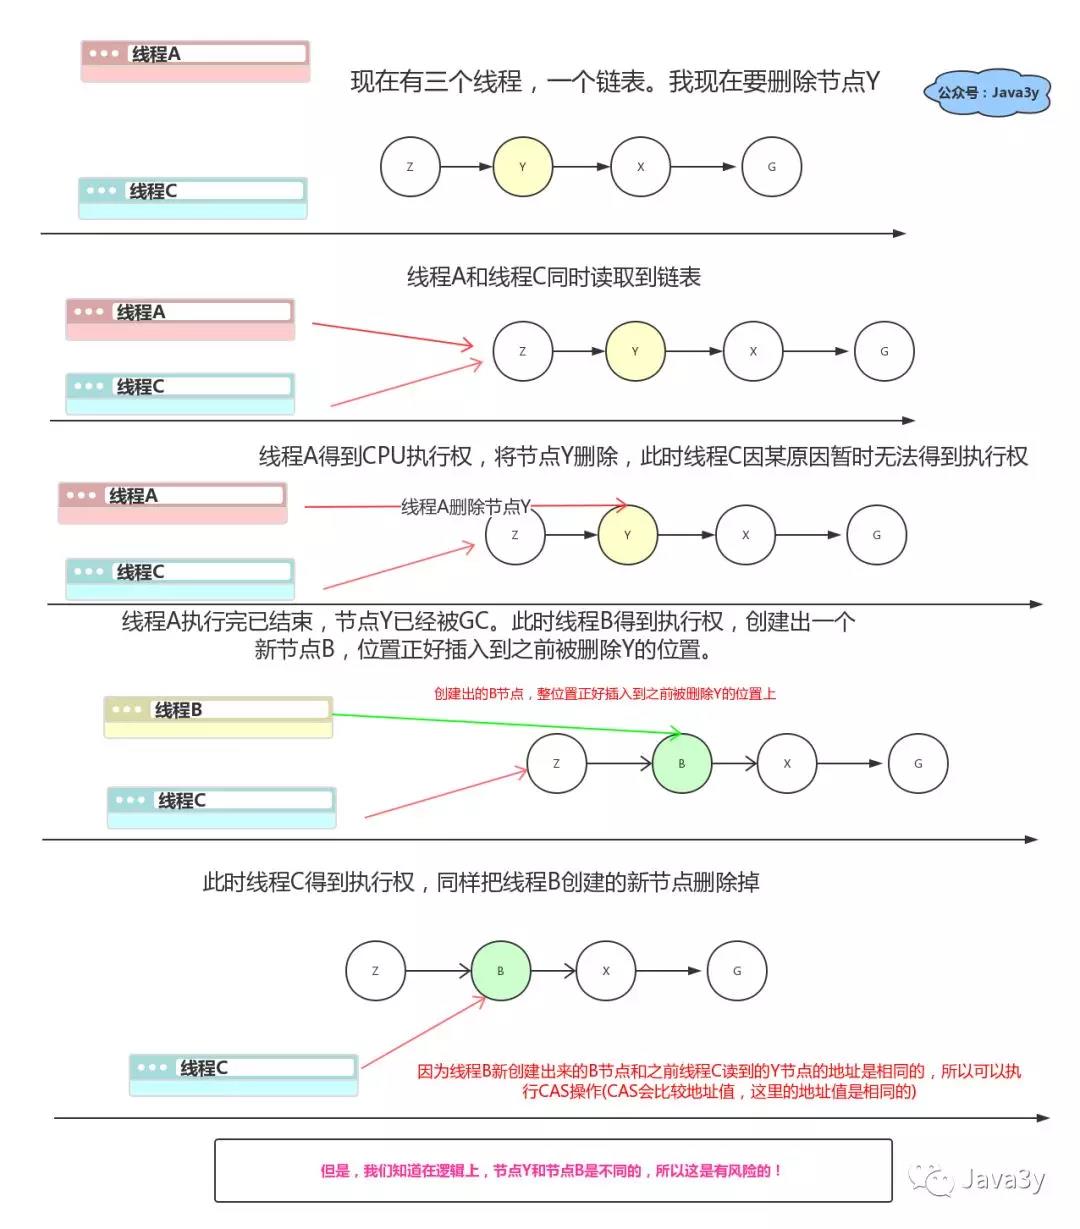 线程A
现在有三个线程，一个链表。我现在要删除节点Y
公众号：Java3y
Z
Y
X
G
线程C
线程A和线程C同时读取到链表
线程A
Z
Y
X
G
线程C
线程A得到CPU执行权，将节点Y删除，此时线程C因某原因暂时无法得到执行权
线程A
线程A删除节点Y
Z
Y
X
G
线程C
线程A执行完已结束，节点Y已经被GC。此时线程B得到执行权，创建出一个
新节点B，位置正好插入到之前被删除Y的位置。
创建出的B节点，整位置正好插入到之前被删除Y的位置上
线程B
Z
B
X
G
线程C
此时线程C得到执行权，同样把线程B创建的新节点删除掉
Z
B
X
G
线程C
因为线程B新创建出来的B节点和之前线程C读到的Y节点的地址是相同的，所以可以执
行CAS操作(CAS会比较地址值，这里的地址值是相同的)
但是，我们知道在逻辑上，节点Y和节点B是不同的，所以这是有风险的！
Java3y